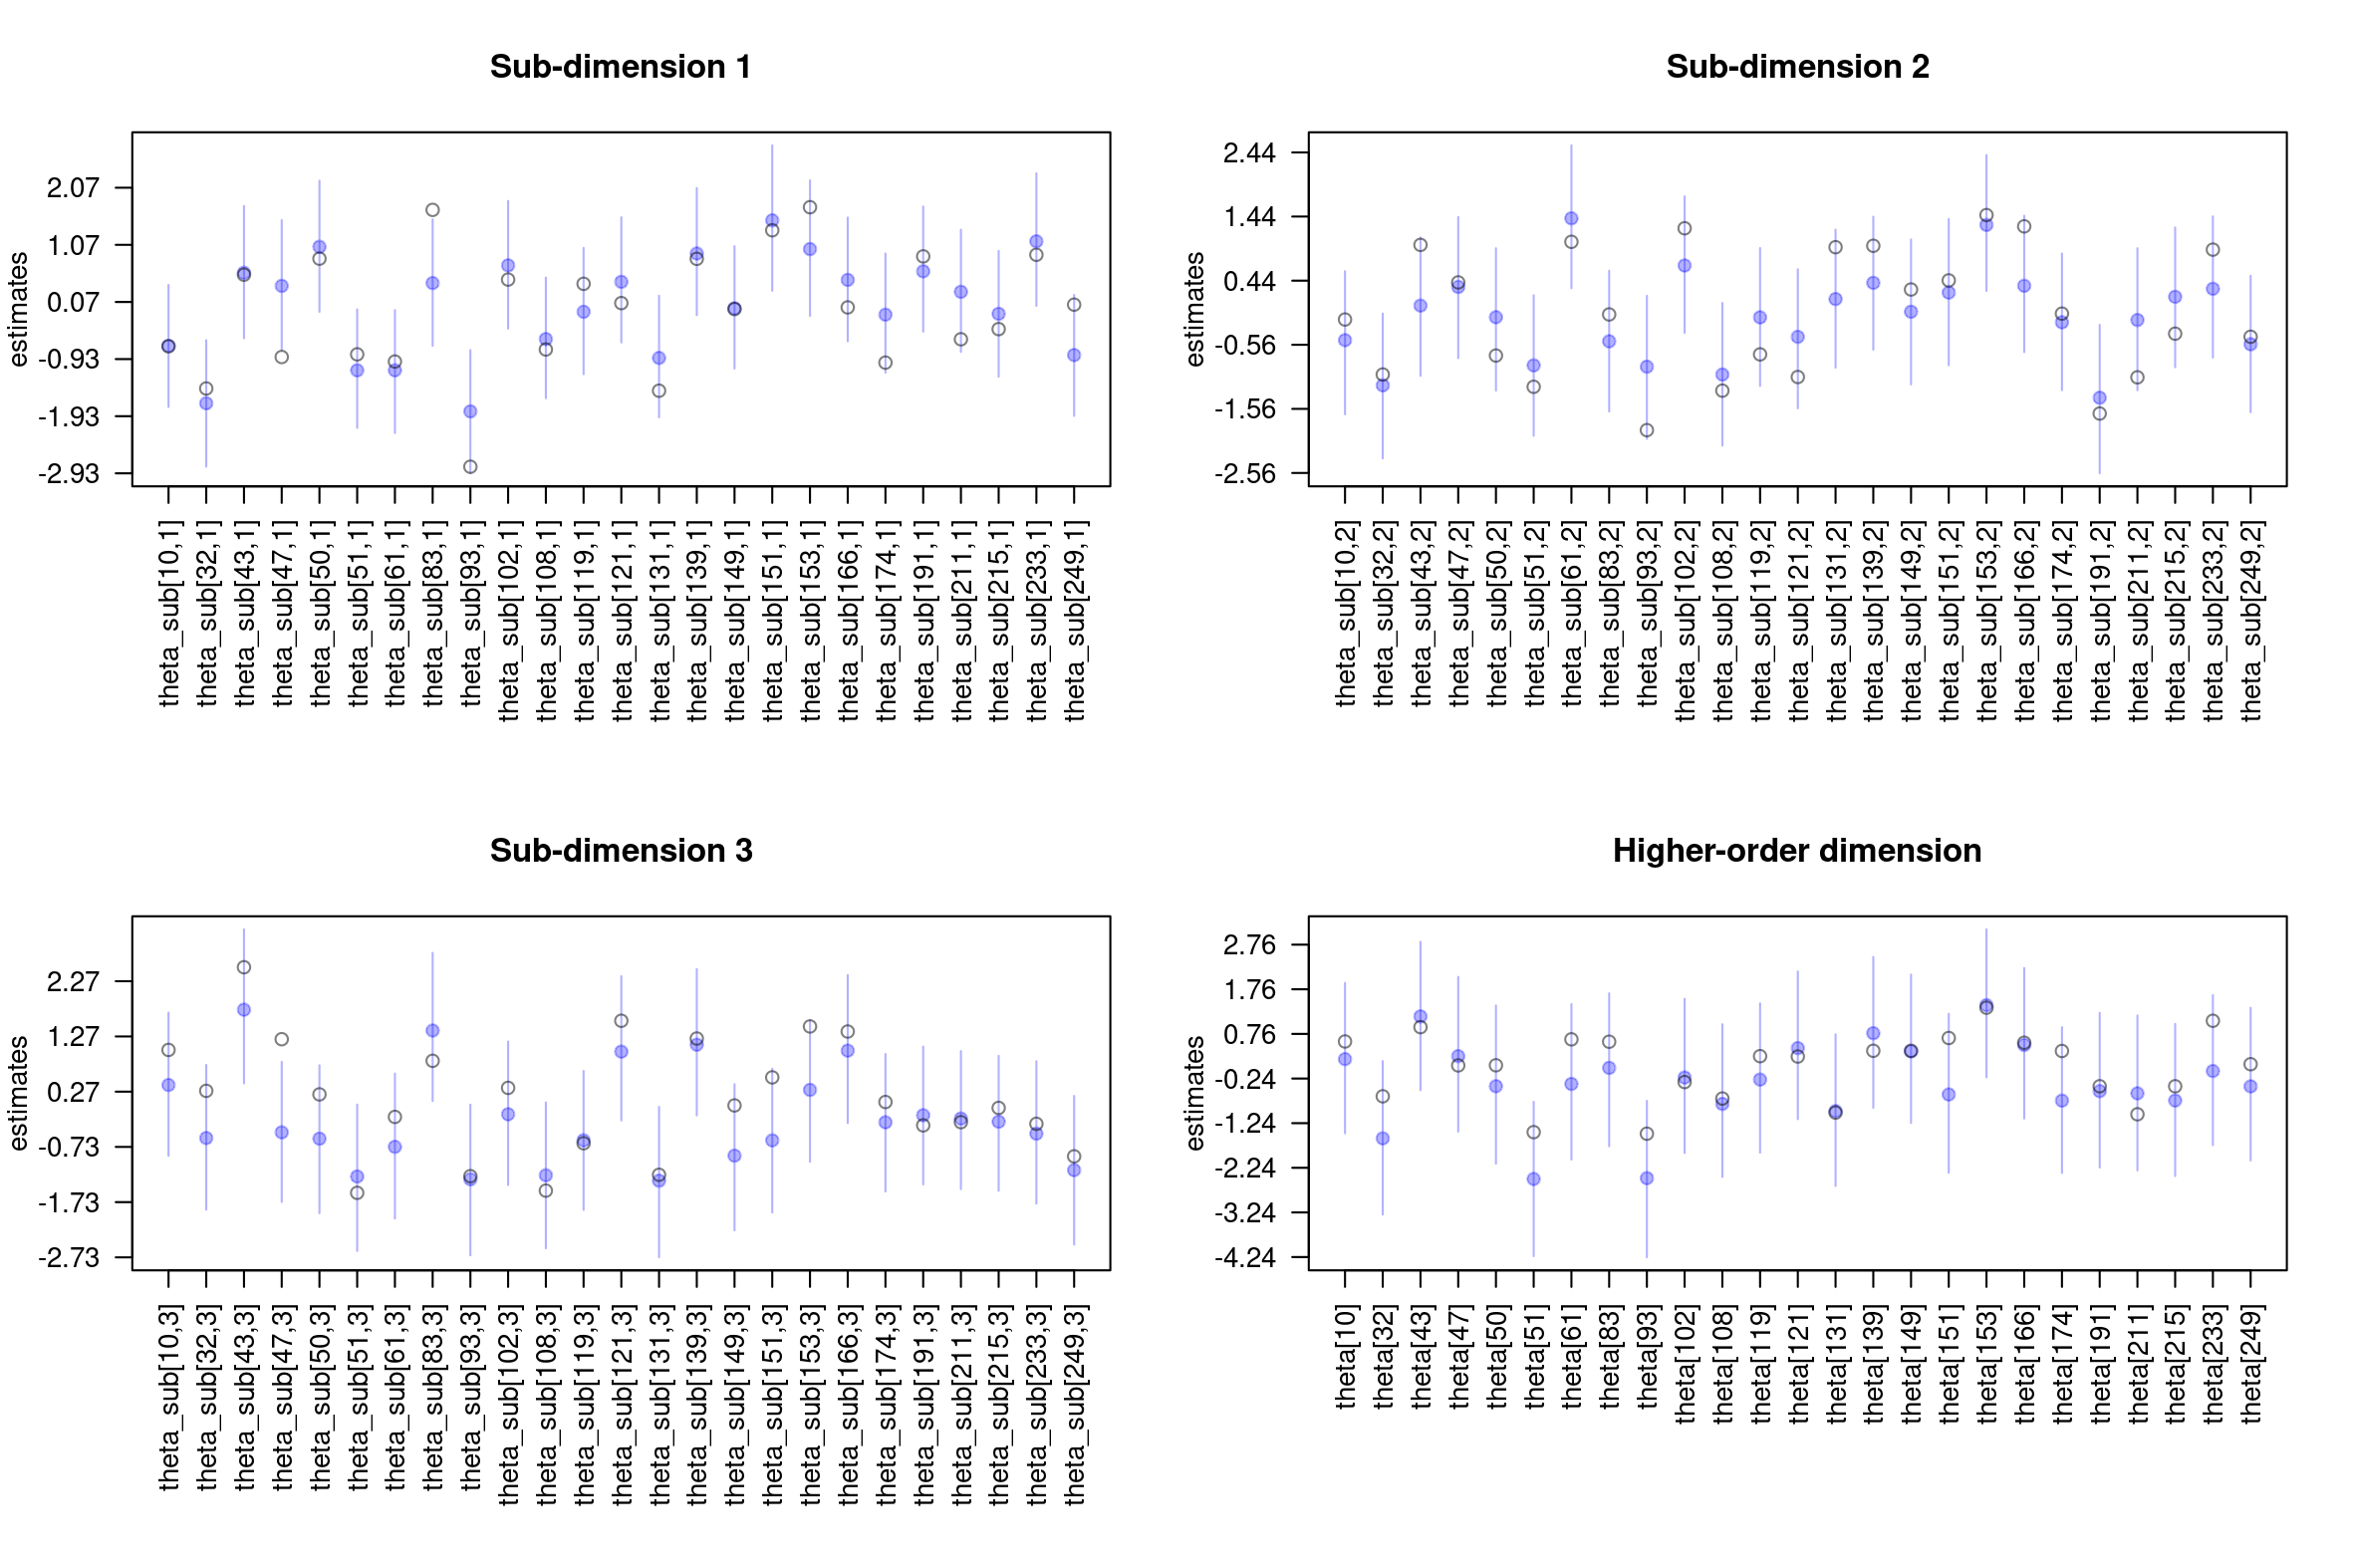 Sub-dimension 1
estimates
2.07
1.07
0.07
-0.93
-1.93
-2.93
theta_sub[10,1]
theta_sub[32,1]
theta_sub[43,1]
theta_sub[47,1]
theta_sub[50,1]
theta_sub[51,1]
theta_sub[61,1]
theta_sub[83,1]
theta_sub[93,1]
theta_sub[102,1]
theta_sub[108,1]
theta_sub[119,1]
theta_sub[121,1]
theta_sub[131,1]
theta_sub[139,1]
theta_sub[149,1]
theta_sub[151,1]
theta_sub[153,1]
theta_sub[166,1]
theta_sub[174,1]
theta_sub[191,1]
theta_sub[211,1]
theta_sub[215,1]
theta_sub[233,1]
theta_sub[249,1]
Sub-dimension 2
estimates
2.44
1.44
0.44
-0.56
-1.56
-2.56
theta_sub[10,2]
theta_sub[32,2]
theta_sub[43,2]
theta_sub[47,2]
theta_sub[50,2]
theta_sub[51,2]
theta_sub[61,2]
theta_sub[83,2]
theta_sub[93,2]
theta_sub[102,2]
theta_sub[108,2]
theta_sub[119,2]
theta_sub[121,2]
theta_sub[131,2]
theta_sub[139,2]
theta_sub[149,2]
theta_sub[151,2]
theta_sub[153,2]
theta_sub[166,2]
theta_sub[174,2]
theta_sub[191,2]
theta_sub[211,2]
theta_sub[215,2]
theta_sub[233,2]
theta_sub[249,2]
Sub-dimension 3
estimates
2.27
1.27
0.27
-0.73
-1.73
-2.73
theta_sub[10,3]
theta_sub[32,3]
theta_sub[43,3]
theta_sub[47,3]
theta_sub[50,3]
theta_sub[51,3]
theta_sub[61,3]
theta_sub[83,3]
theta_sub[93,3]
theta_sub[102,3]
theta_sub[108,3]
theta_sub[119,3]
theta_sub[121,3]
theta_sub[131,3]
theta_sub[139,3]
theta_sub[149,3]
theta_sub[151,3]
theta_sub[153,3]
theta_sub[166,3]
theta_sub[174,3]
theta_sub[191,3]
theta_sub[211,3]
theta_sub[215,3]
theta_sub[233,3]
theta_sub[249,3]
Higher-order dimension
estimates
2.76
1.76
0.76
-0.24
-1.24
-2.24
-3.24
-4.24
theta[10]
theta[32]
theta[43]
theta[47]
theta[50]
theta[51]
theta[61]
theta[83]
theta[93]
theta[102]
theta[108]
theta[119]
theta[121]
theta[131]
theta[139]
theta[149]
theta[151]
theta[153]
theta[166]
theta[174]
theta[191]
theta[211]
theta[215]
theta[233]
theta[249]